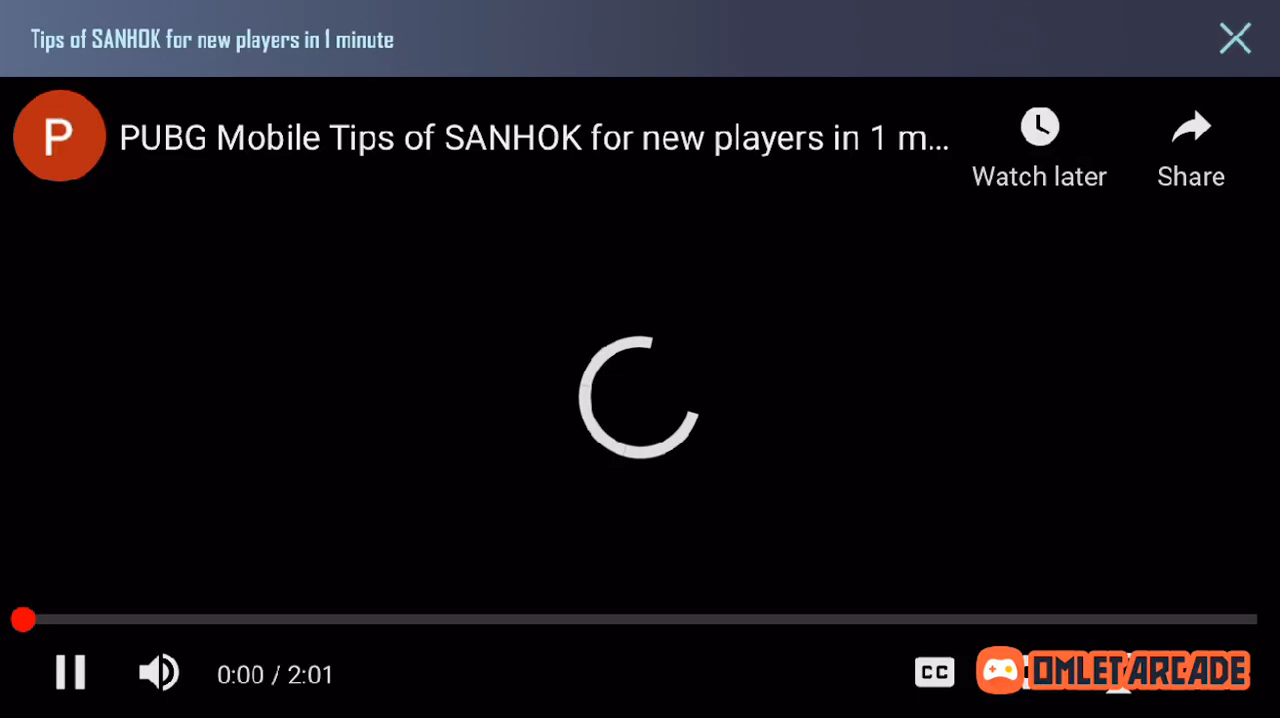 Tips of SANHOK for new players in 1 minute
P
PUBG Mobile Tips of SANHOK for new players in 1 m...
Watch later
Share
0:00 / 2:01
CC
OMLET ARCADE